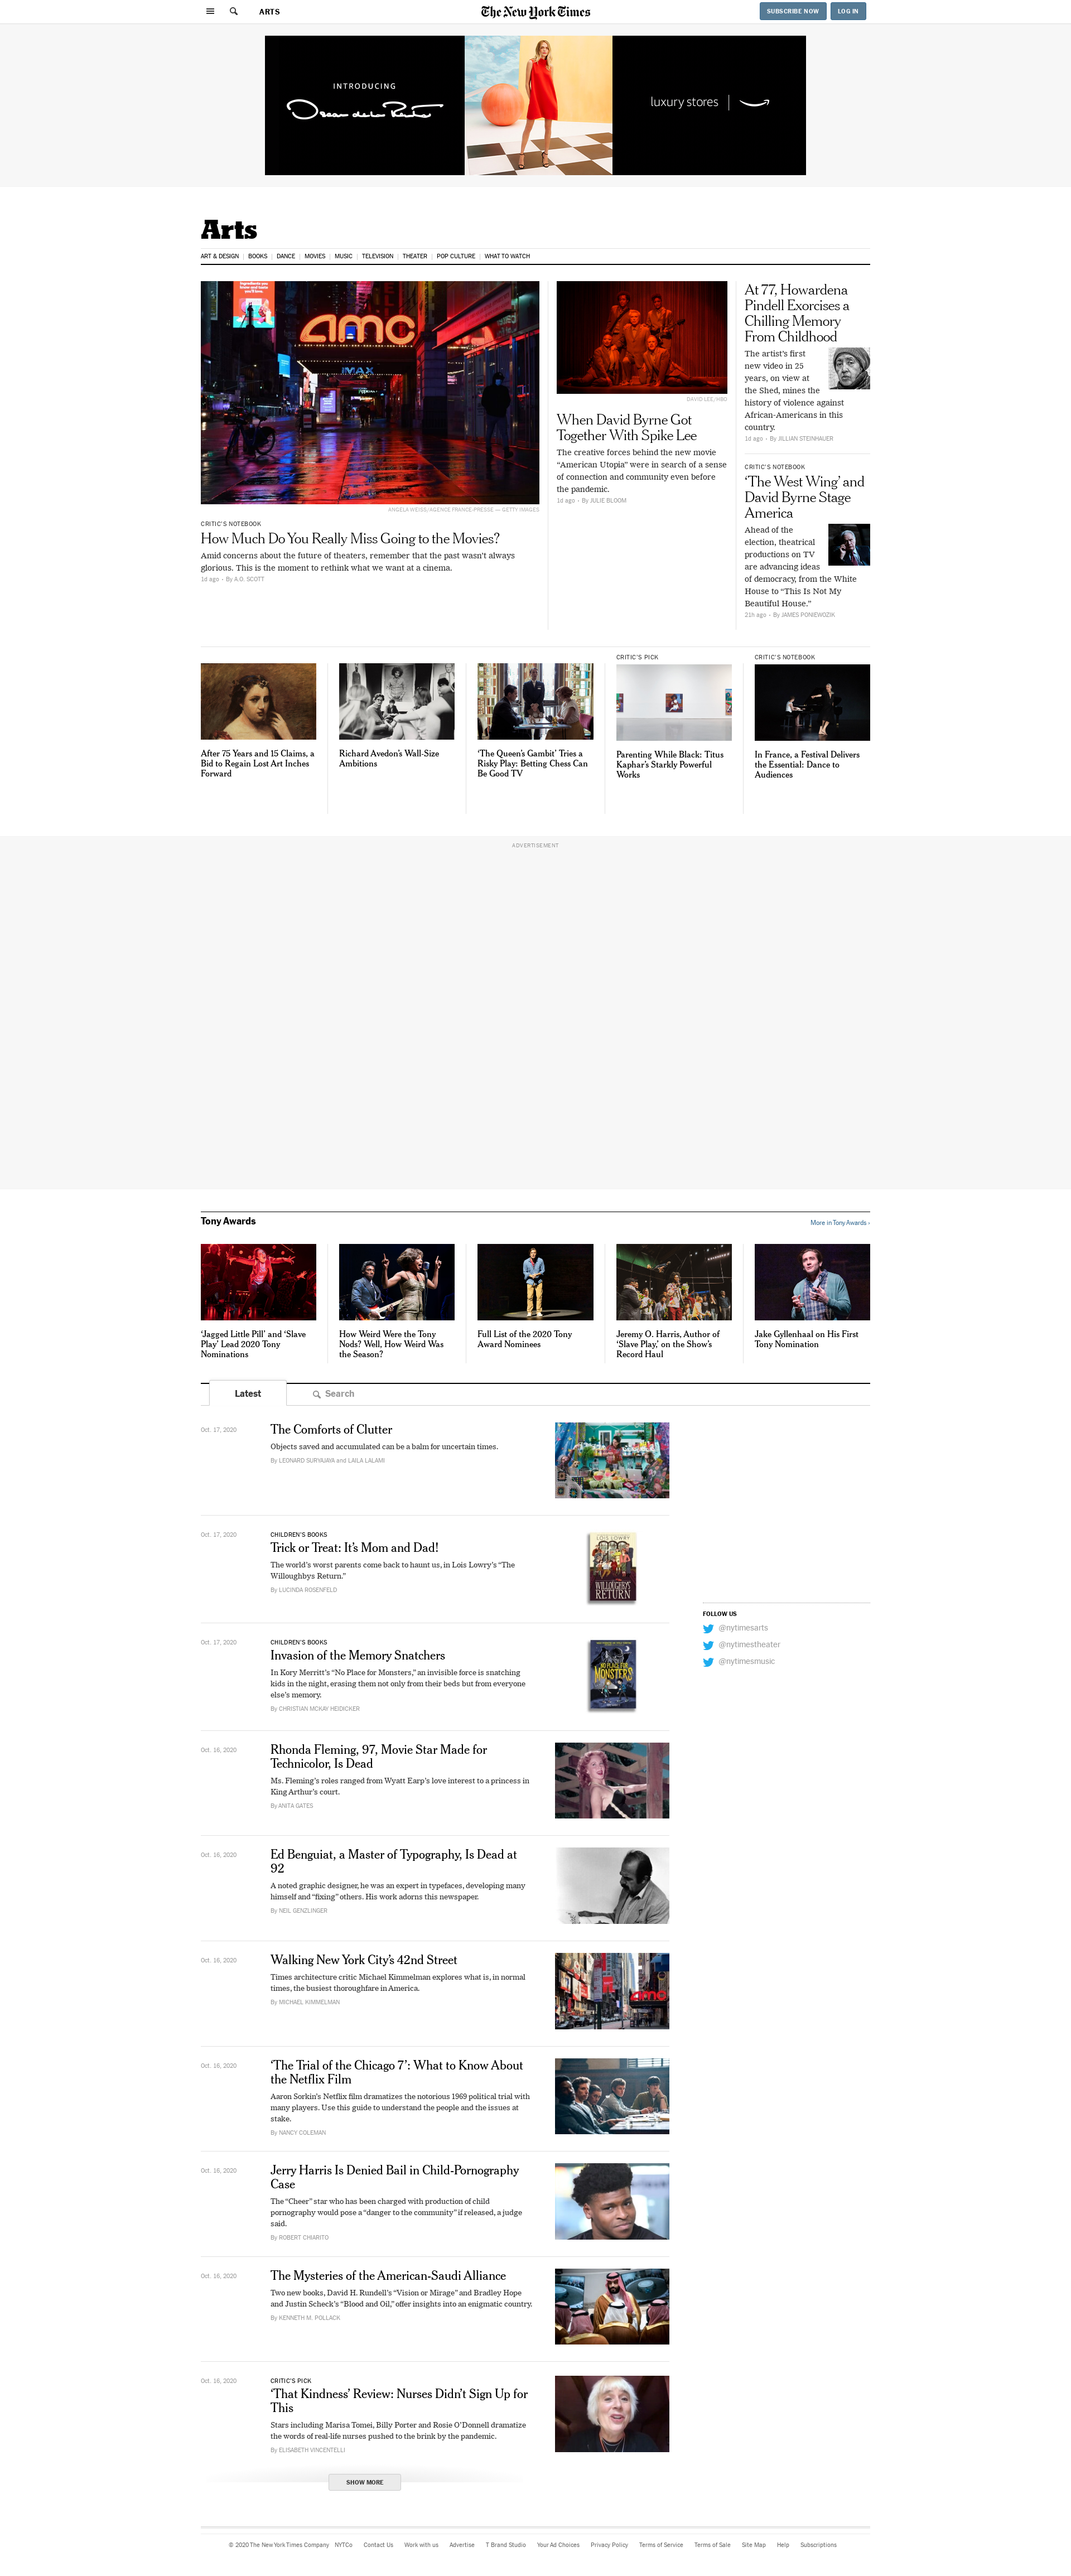 ARTS
The New York Times
SUBSCRIBE NOW
LOG IN
INTRODUCING
Oscar de la Renta
luxury stores
Arts
ART & DESIGN
BOOKS
DANCE
MOVIES
MUSIC
TELEVISION
THEATER
POP CULTURE
WHAT TO WATCH
amc
IMAX
ANGELA WEISS/AGENCE FRANCE-PRESSE — GETTY IMAGES
CRITIC'S NOTEBOOK
How Much Do You Really Miss Going to the Movies?
Amid concerns about the future of theaters, remember that the past wasn't always
glorious. This is the moment to rethink what we want at a cinema.
1d ago · By A.O. SCOTT
DAVID LEE/HBO
When David Byrne Got
Together With Spike Lee
The creative forces behind the new movie
“American Utopia” were in search of a sense
of connection and community even before
the pandemic.
1d ago · By JULIE BLOOM
At 77, Howardena
Pindell Exorcises a
Chilling Memory
From Childhood
The artist's first
new video in 25
years, on view at
the Shed, mines the
history of violence against
African-Americans in this
country.
1d ago · By JILLIAN STEINHAUER
CRITIC'S NOTEBOOK
‘The West Wing’ and
David Byrne Stage
America
Ahead of the
election, theatrical
productions on TV
are advancing ideas
of democracy, from the White
House to “This Is Not My
Beautiful House.”
21h ago · By JAMES PONIEWOZIK
After 75 Years and 15 Claims, a
Bid to Regain Lost Art Inches
Forward
Richard Avedon's Wall-Size
Ambitions
‘The Queen's Gambit’ Tries a
Risky Play: Betting Chess Can
Be Good TV
CRITIC'S PICK
Parenting While Black: Titus
Kaphar's Starkly Powerful
Works
CRITIC'S NOTEBOOK
In France, a Festival Delivers
the Essential: Dance to
Audiences
ADVERTISEMENT
Tony Awards
More in Tony Awards ›
‘Jagged Little Pill’ and ‘Slave
Play’ Lead 2020 Tony
Nominations
How Weird Were the Tony
Nods? Well, How Weird Was
the Season?
Full List of the 2020 Tony
Award Nominees
Jeremy O. Harris, Author of
‘Slave Play,’ on the Show's
Record Haul
Jake Gyllenhaal on His First
Tony Nomination
Latest
Search
Oct. 17, 2020
The Comforts of Clutter
Objects saved and accumulated can be a balm for uncertain times.
By LEONARD SURYAJAYA and LAILA LALAMI
Oct. 17, 2020
CHILDREN'S BOOKS
Trick or Treat: It's Mom and Dad!
The world's worst parents come back to haunt us, in Lois Lowry's “The
Willoughbys Return.”
By LUCINDA ROSENFELD
LOIS LOWRY
THE
WILLOUGHBYS
RETURN
Oct. 17, 2020
CHILDREN'S BOOKS
Invasion of the Memory Snatchers
In Kory Merritt's “No Place for Monsters,” an invisible force is snatching
kids in the night, erasing them not only from their beds but from everyone
else's memory.
By CHRISTIAN MCKAY HEIDICKER
NO PLACE FOR
MONSTERS
FOLLOW US
@nytimesarts
@nytimestheater
@nytimesmusic
Oct. 16, 2020
Rhonda Fleming, 97, Movie Star Made for
Technicolor, Is Dead
Ms. Fleming's roles ranged from Wyatt Earp's love interest to a princess in
King Arthur's court.
By ANITA GATES
Oct. 16, 2020
Ed Benguiat, a Master of Typography, Is Dead at
92
A noted graphic designer, he was an expert in typefaces, developing many
himself and “fixing” others. His work adorns this newspaper.
By NEIL GENZLINGER
Oct. 16, 2020
Walking New York City's 42nd Street
Times architecture critic Michael Kimmelman explores what is, in normal
times, the busiest thoroughfare in America.
By MICHAEL KIMMELMAN
amc
Oct. 16, 2020
‘The Trial of the Chicago 7’: What to Know About
the Netflix Film
Aaron Sorkin's Netflix film dramatizes the notorious 1969 political trial with
many players. Use this guide to understand the people and the issues at
stake.
By NANCY COLEMAN
Oct. 16, 2020
Jerry Harris Is Denied Bail in Child-Pornography
Case
The “Cheer” star who has been charged with production of child
pornography would pose a “danger to the community” if released, a judge
said.
By ROBERT CHIARITO
Oct. 16, 2020
The Mysteries of the American-Saudi Alliance
Two new books, David H. Rundell's “Vision or Mirage” and Bradley Hope
and Justin Scheck's “Blood and Oil,” offer insights into an enigmatic country.
By KENNETH M. POLLACK
Oct. 16, 2020
CRITIC'S PICK
‘That Kindness’ Review: Nurses Didn't Sign Up for
This
Stars including Marisa Tomei, Billy Porter and Rosie O'Donnell dramatize
the words of real-life nurses pushed to the brink by the pandemic.
By ELISABETH VINCENTELLI
SHOW MORE
© 2020 The New York Times Company NYTCo Contact Us Work with us Advertise T Brand Studio Your Ad Choices Privacy Policy Terms of Service Terms of Sale Site Map Help Subscriptions